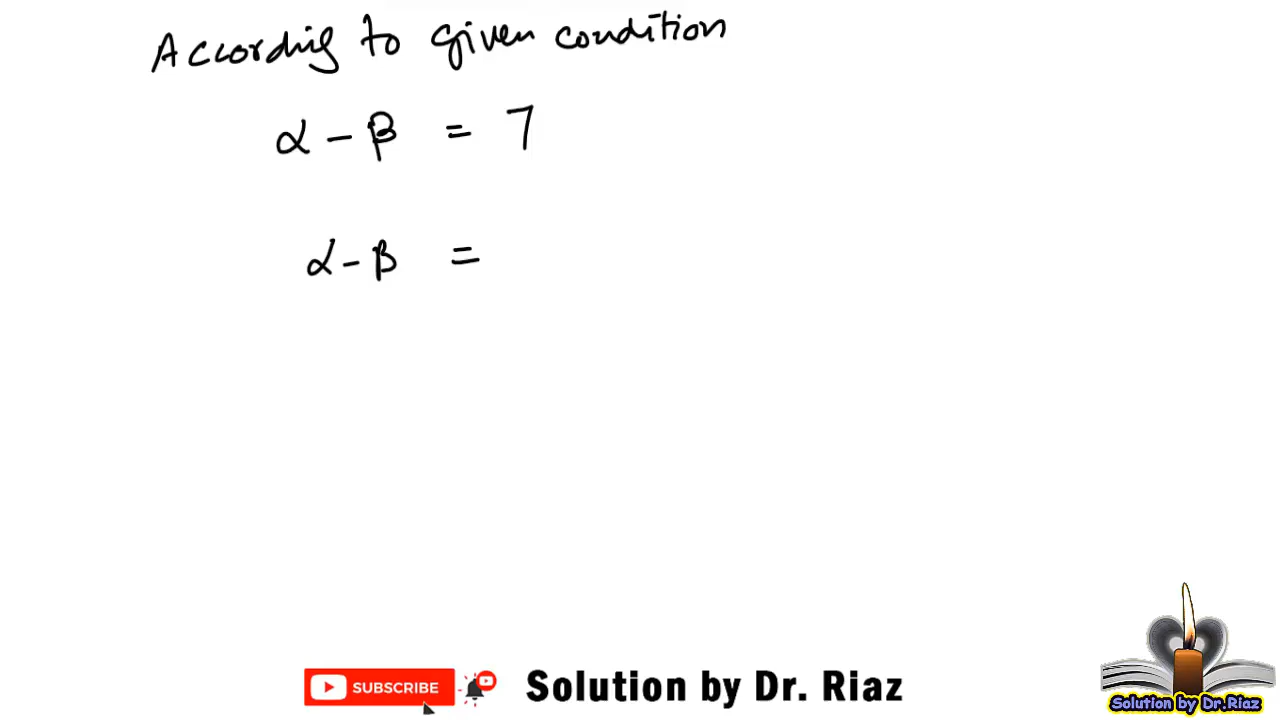 According to given condition
α - β = 7
α - β =
SUBSCRIBE
Solution by Dr. Riaz
Solution by Dr.Riaz